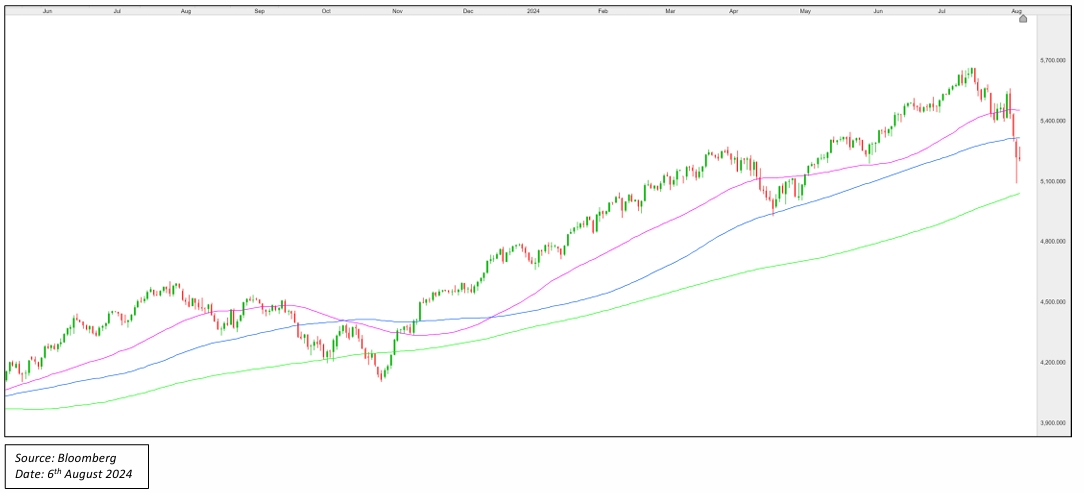 Jun Jul Aug Sep Oct Nov Dec 2024 Feb Mar Apr May Jun Jul Aug
5,700.000
5,400.000
5,100.000
4,800.000
4,500.000
4,200.000
3,900.000
Source: Bloomberg
Date: 6th August 2024